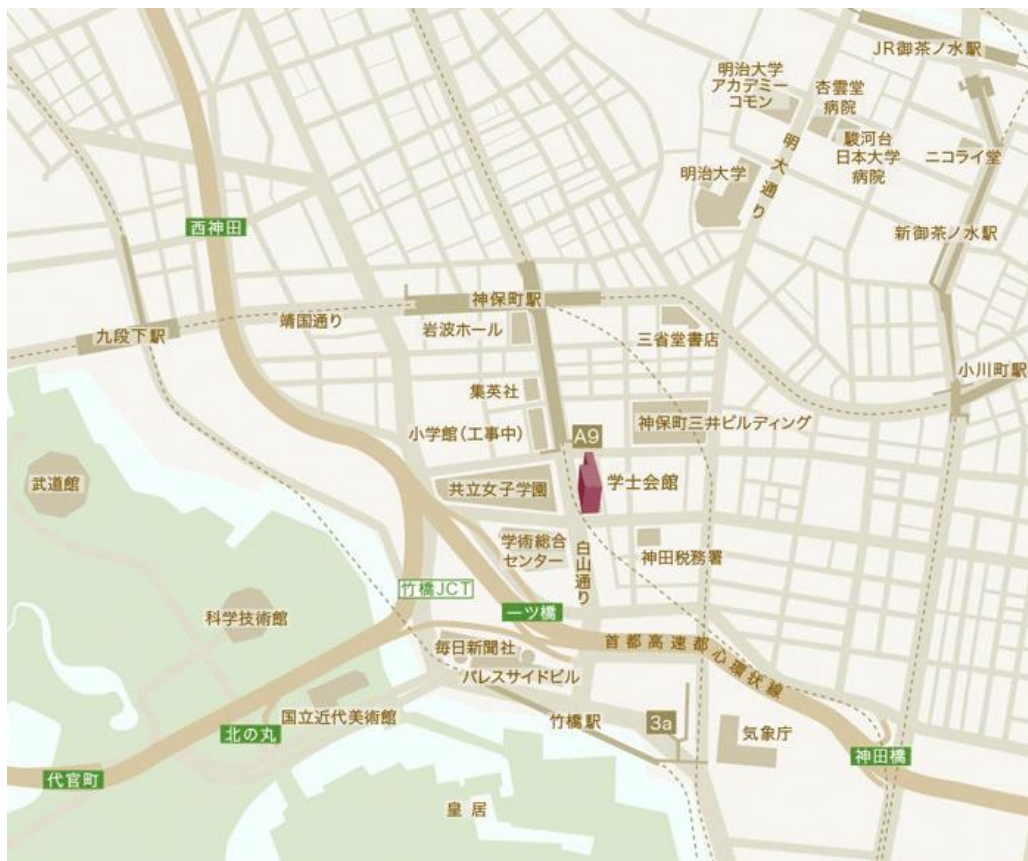 JR御茶ノ水駅
明治大学
アカデミー
コモン
杏雲堂
病院
駿河台
日本大学
病院
ニコライ堂
明大通り
明治大学
西神田
新御茶ノ水駅
神保町駅
靖国通り
九段下駅
岩波ホール
三省堂書店
小川町駅
集英社
神保町三井ビルディング
小学館(工事中)
A9
武道館
共立女子学園
学士会館
学術総合
センター
白山通り
神田税務署
竹橋JCT
一ツ橋
科学技術館
毎日新聞社
首都高速都心環状線
パレスサイドビル
国立近代美術館
竹橋駅
3a
北の丸
気象庁
神田橋
代官町
皇居